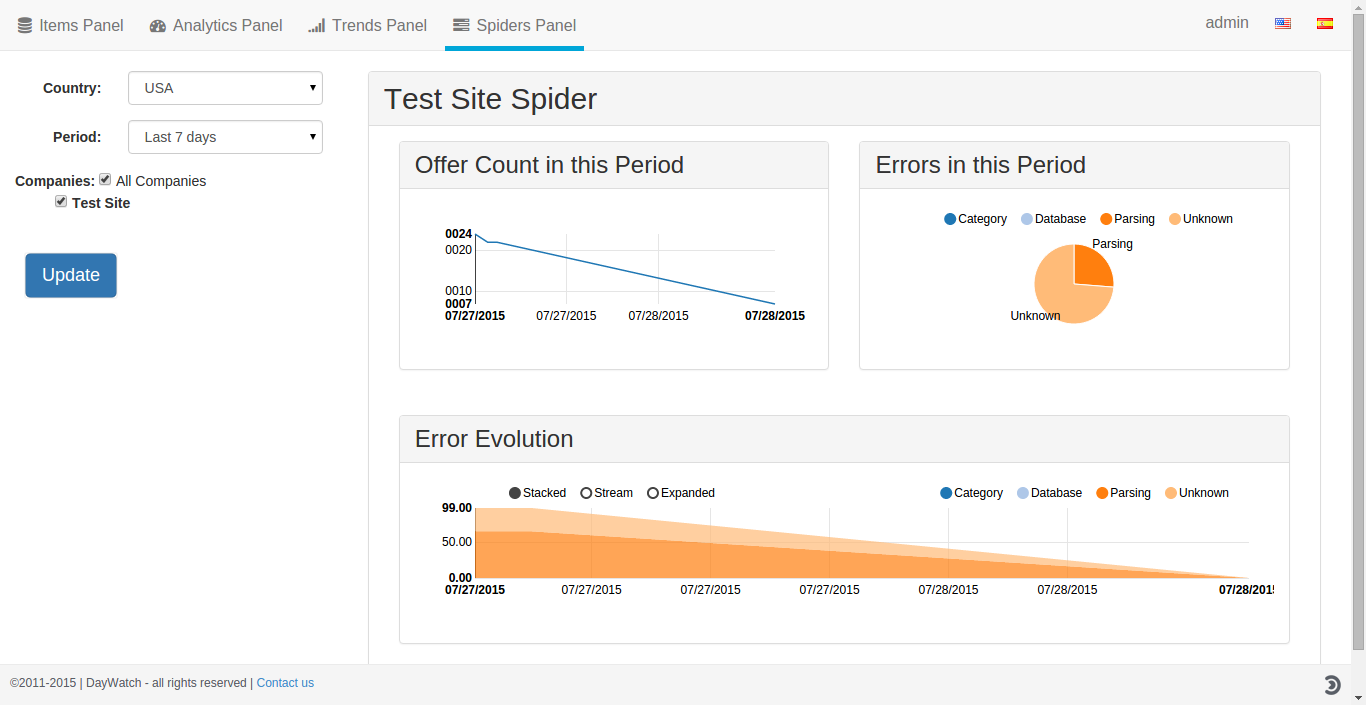 Items Panel Analytics Panel Trends Panel Spiders Panel admin
Country: USA
Period: Last 7 days
Companies: All Companies
Test Site
Update
Test Site Spider
Offer Count in this Period
0024
0020
0010
0007
07/27/2015 07/27/2015 07/28/2015 07/28/2015
Errors in this Period
Category Database Parsing Unknown
Parsing
Unknown
Error Evolution
Stacked Stream Expanded Category Database Parsing Unknown
99.00
50.00
0.00
07/27/2015 07/27/2015 07/27/2015 07/27/2015 07/28/2015 07/28/2015 07/28/2015
©2011-2015 | DayWatch - all rights reserved | Contact us